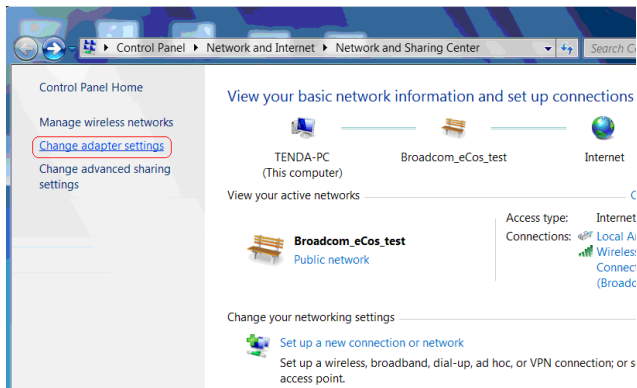 Control Panel ▸ Network and Internet ▸ Network and Sharing Center
Search
Control Panel Home
Manage wireless networks
Change adapter settings
Change advanced sharing
settings
View your basic network information and set up connections
TENDA-PC
(This computer)
Broadcom_eCos_test
Internet
View your active networks
Broadcom_eCos_test
Public network
Access type: Internet
Connections: Local
Wireless
Change your networking settings
Set up a new connection or network
Set up a wireless, broadband, dial-up, ad hoc, or VPN connection; or
access point.